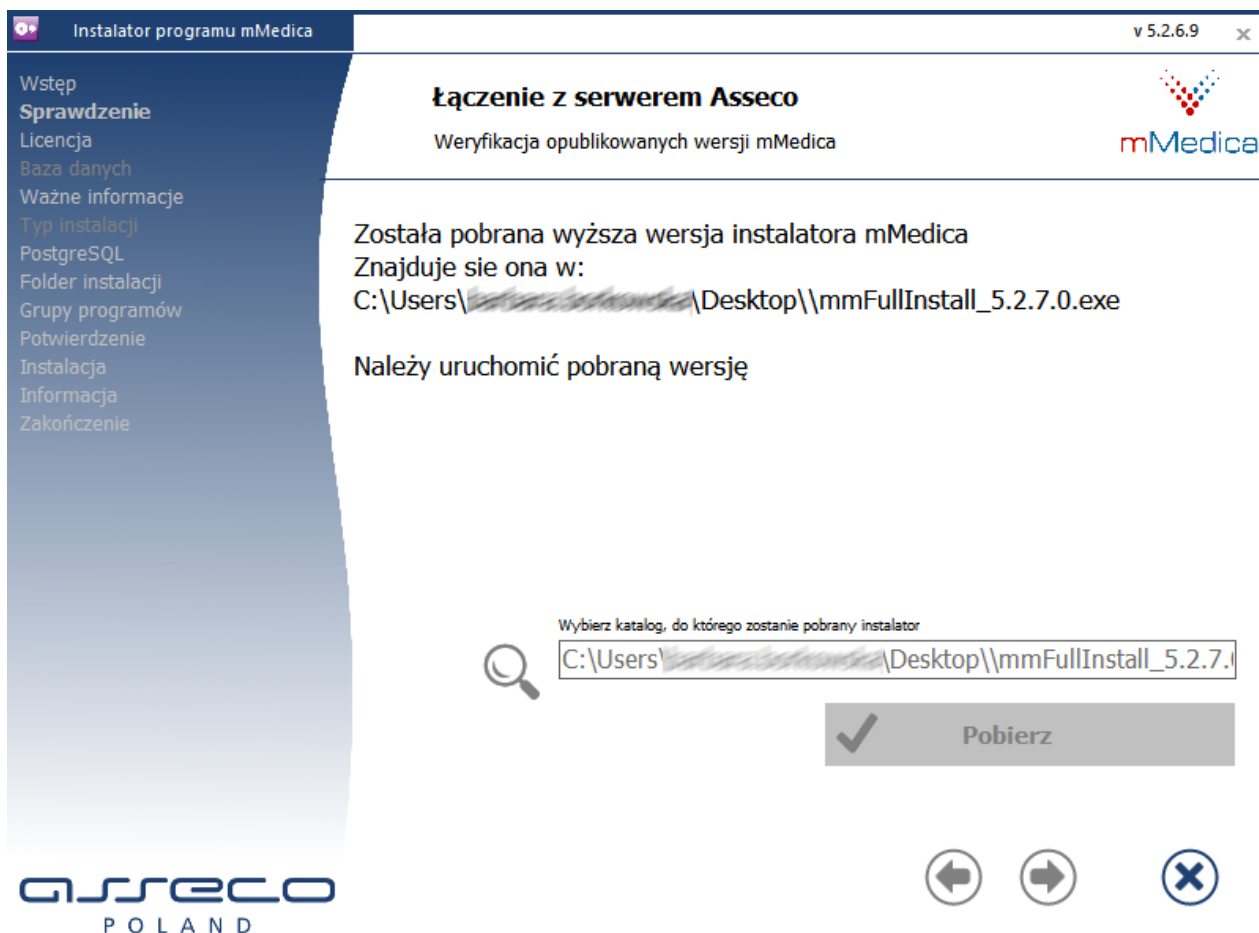 Instalator programu mMedica
v 5.2.6.9
Wstęp
Sprawdzenie
Licencja
Baza danych
Ważne informacje
Typ instalacji
PostgreSQL
Folder instalacji
Grupy programów
Potwierdzenie
Instalacja
Informacja
Zakończenie
Łączenie z serwerem Asseco
Weryfikacja opublikowanych wersji mMedica
mMedica
Została pobrana wyższa wersja instalatora mMedica
Znajduje sie ona w:
C:\Users\ \Desktop\\mmFullInstall_5.2.7.0.exe
Należy uruchomić pobraną wersję
Wybierz katalog, do którego zostanie pobrany instalator
C:\Users\ \Desktop\\mmFullInstall_5.2.7.
Pobierz
asseco
POLAND